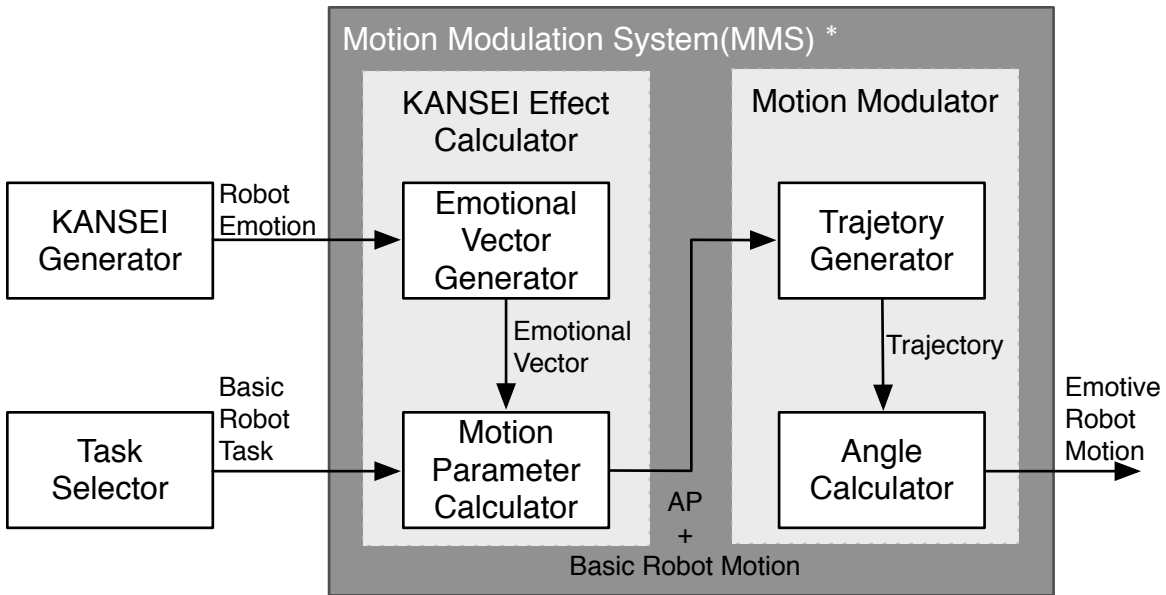 Motion Modulation System(MMS) *
KANSEI Effect
Calculator
Motion Modulator
KANSEI
Generator
Robot
Emotion
Emotional
Vector
Generator
Trajetory
Generator
Emotional
Vector
Trajectory
Task
Selector
Basic
Robot
Task
Motion
Parameter
Calculator
AP
+
Basic Robot Motion
Angle
Calculator
Emotive
Robot
Motion